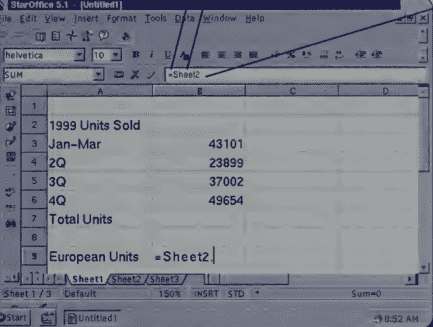 StarOffice 5.1 - [Untitled1]
File Edit View Insert Format Tools Data Window Help
helvetica 10 B i U
SUM =Sheet2
A B C D
1
2 1999 Units Sold
3 Jan-Mar 43101
4 2Q 23899
5 3Q 37002
6 4Q 49654
7 Total Units
8
9 European Units =Sheet2.
Sheet1 Sheet2 Sheet3
Sheet 1 / 3 Default 150% INSRT STD * Sum=0
Start Untitled1 8:52 AM